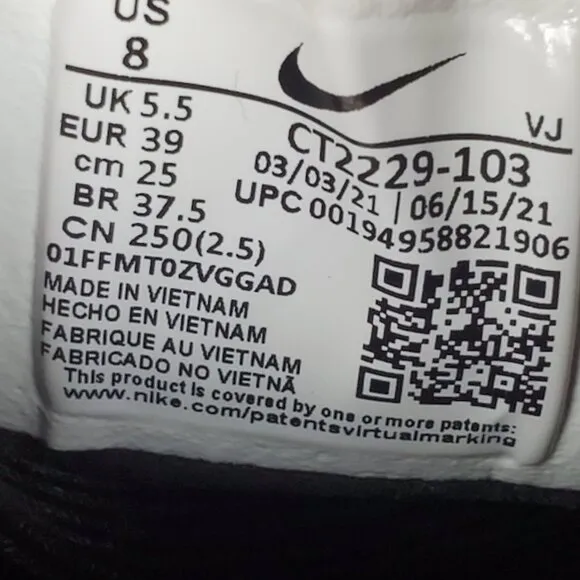 US
8
UK 5.5
EUR 39
cm 25
BR 37.5
CN 250(2.5)
01FFMT0ZVGGAD
VJ
CT2229-103
03/03/21 | 06/15/21
UPC 00194958821906
MADE IN VIETNAM
HECHO EN VIETNAM
FABRIQUE AU VIETNAM
FABRICADO NO VIETNÃ
This product is covered by one or more patents:
www.nike.com/patentsvirtualmarking